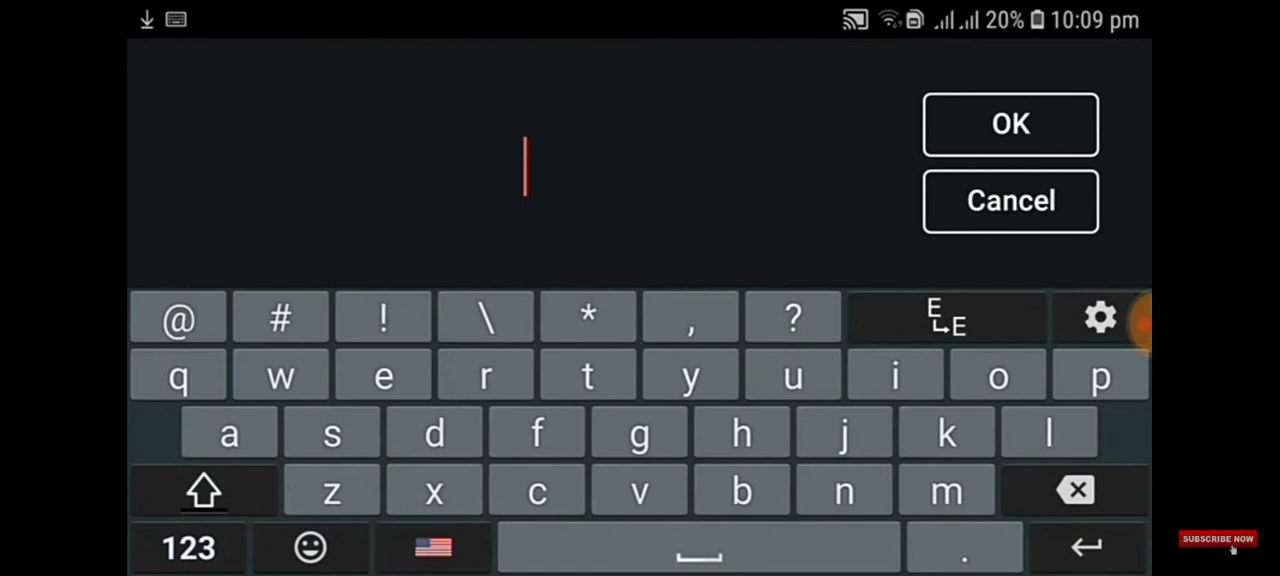 20% 10:09 pm
OK
Cancel
@ # ! \ * , ? E E
q w e r t y u i o p
a s d f g h j k l
z x c v b n m
123 .
SUBSCRIBE NOW